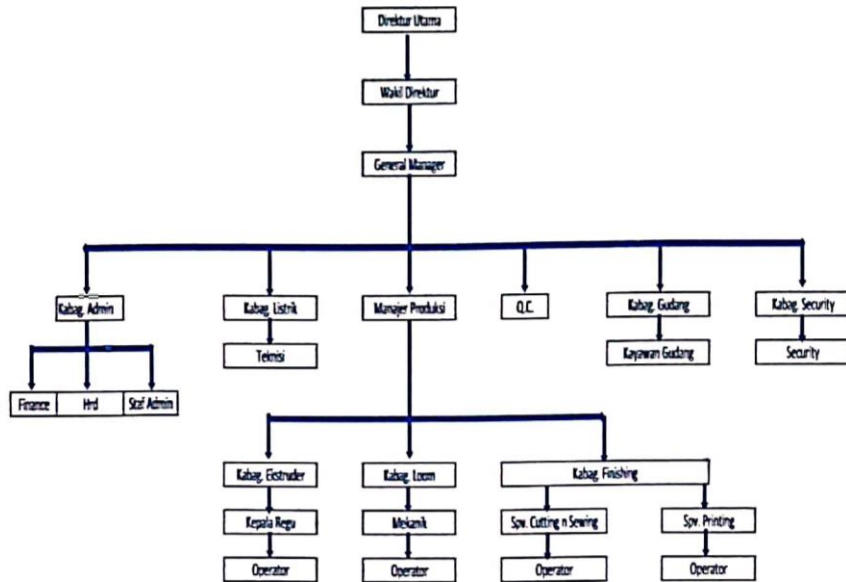 Direktur Utama
Wakil Direktur
General Manager
Kabag. Admin
Kabag. Listrik
Manajer Produksi
Q.C.
Kabag. Gudang
Kabag. Security
Teknisi
Kayawan Gudang
Security
Finance
Hrd
Staf Admin
Kabag. Ekstruder
Kabag. Loom
Kabag. Finishing
Kepala Regu
Mekanik
Spv. Cutting n Sewing
Spv. Printing
Operator
Operator
Operator
Operator